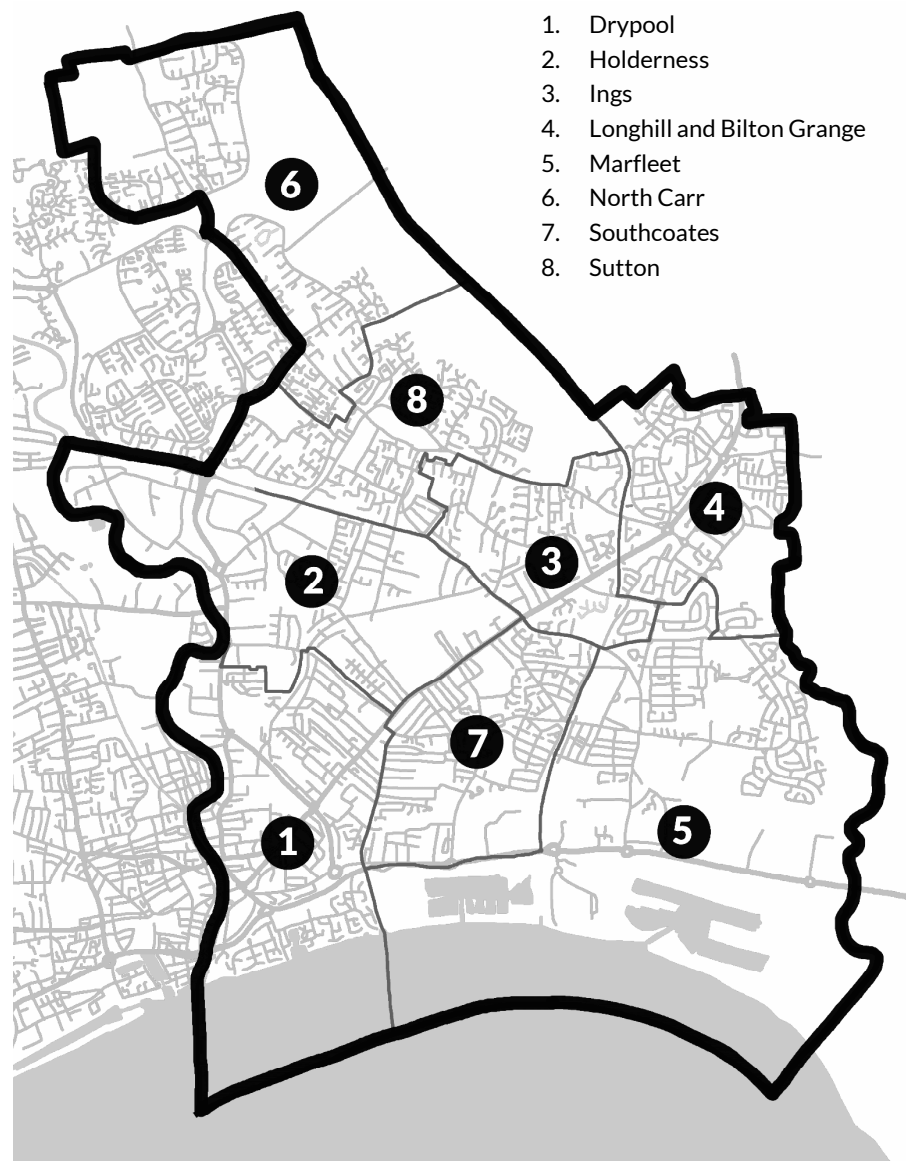 1. Drypool
2. Holderness
3. Ings
4. Longhill and Bilton Grange
5. Marfleet
6. North Carr
7. Southcoates
8. Sutton
6
8
4
3
2
7
5
1